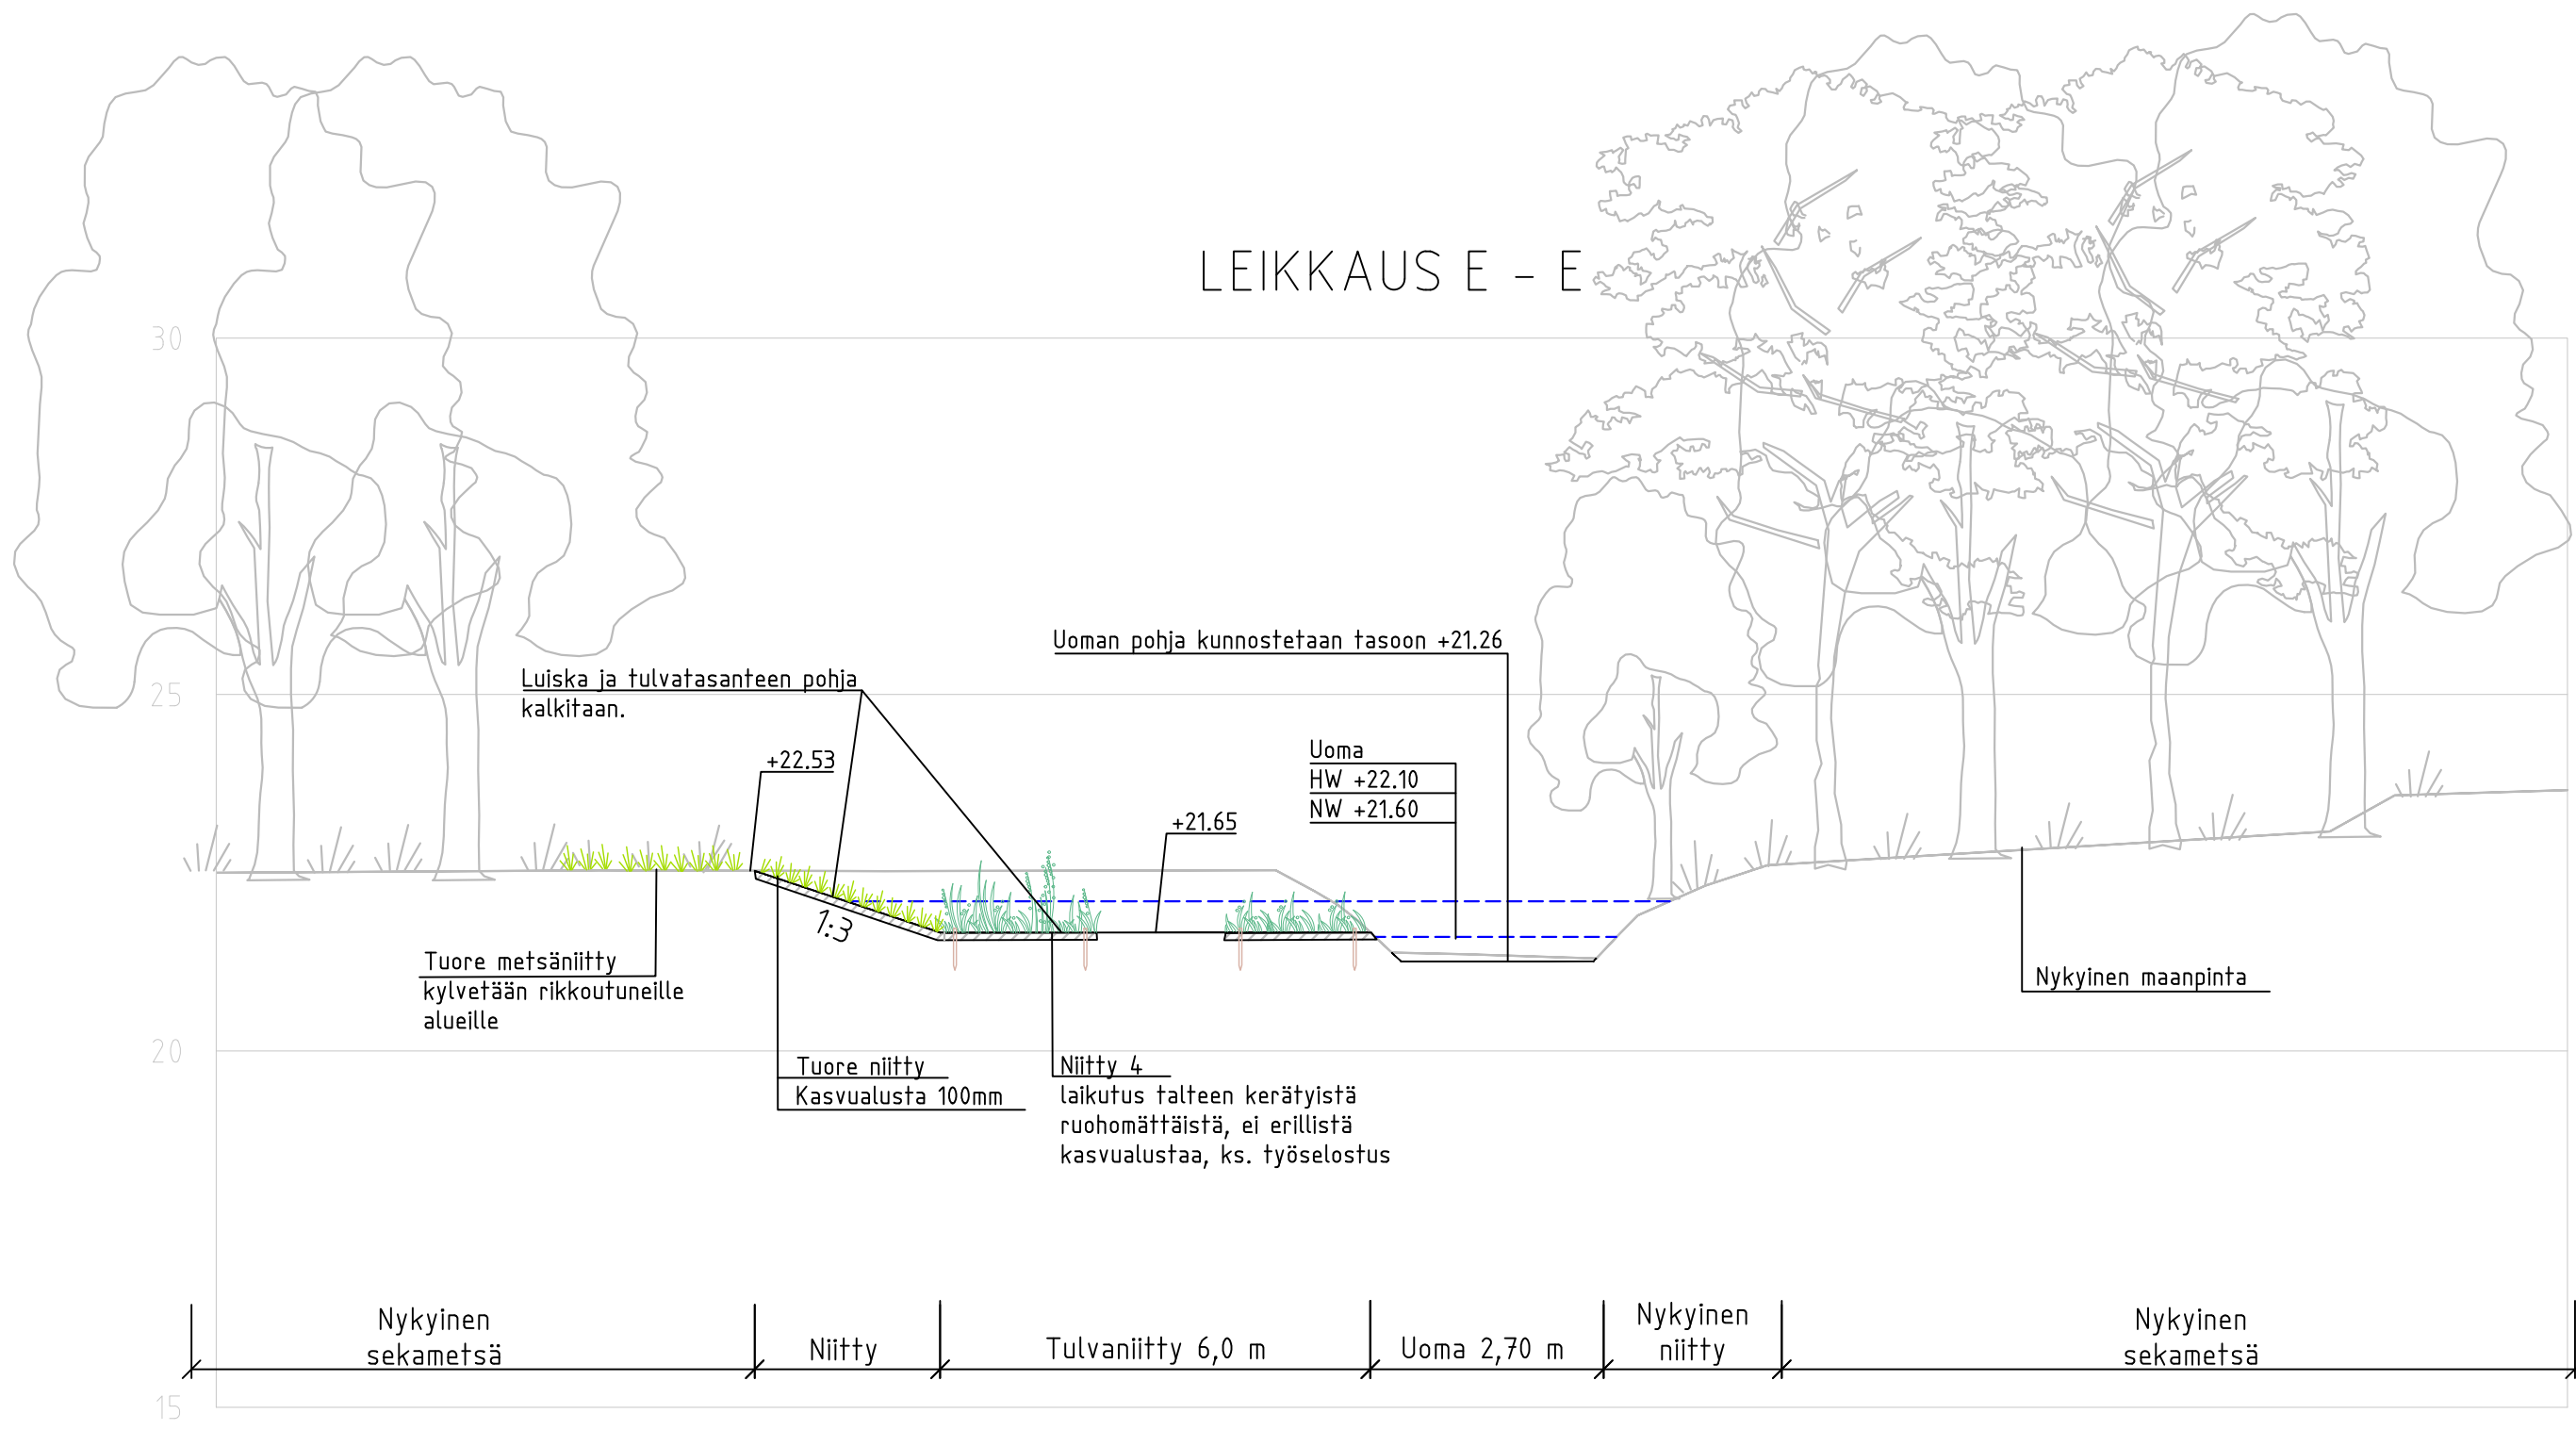 LEIKKAUS E - E
30
25
20
15
Uoman pohja kunnostetaan tasoon +21.26
Luiska ja tulvatasanteen pohja
kalkitaan.
+22.53
Uoma
HW +22.10
NW +21.60
+21.65
1:3
Tuore metsäniitty
kylvetään rikkoutuneille
alueille
Nykyinen maanpinta
Tuore niitty
Kasvualusta 100mm
Niitty 4
laikutus talteen kerätyistä
ruohomättäistä, ei erillistä
kasvualustaa, ks. työselostus
Nykyinen
sekametsä
Niitty
Tulvaniitty 6,0 m
Uoma 2,70 m
Nykyinen
niitty
Nykyinen
sekametsä